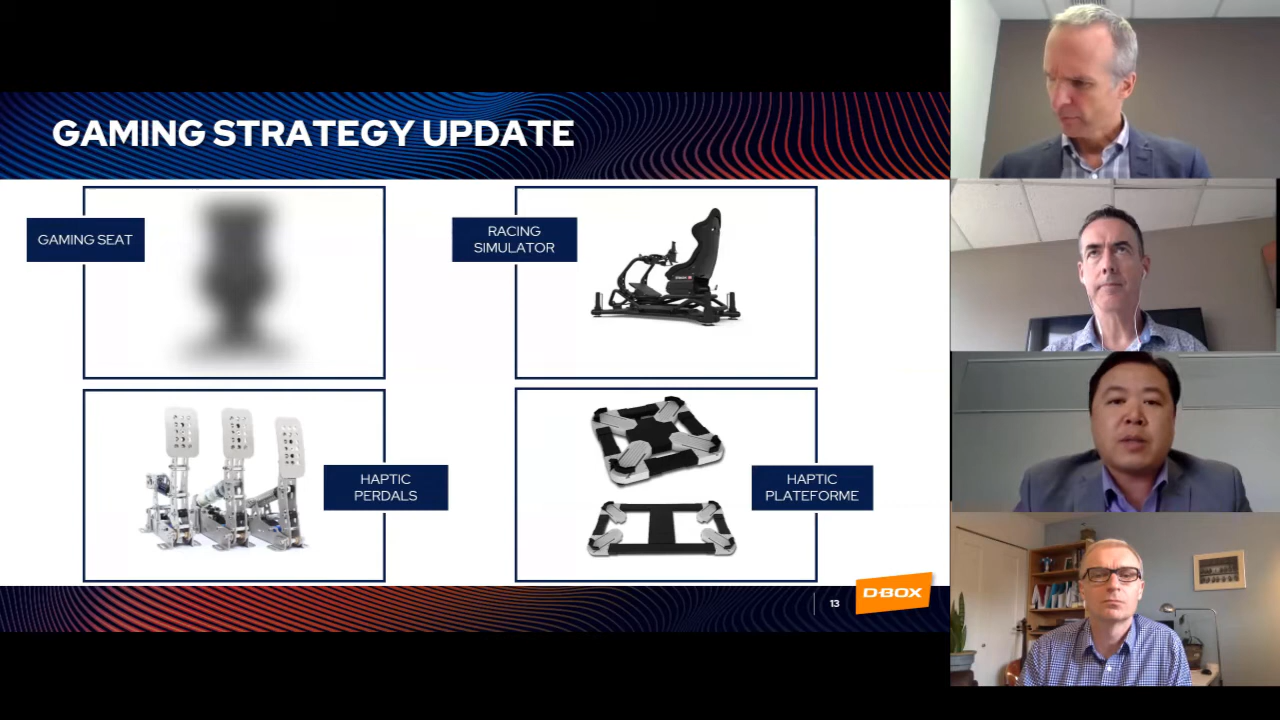 GAMING STRATEGY UPDATE
GAMING SEAT
RACING
SIMULATOR
HAPTIC
PERDALS
HAPTIC
PLATEFORME
13
D-BOX